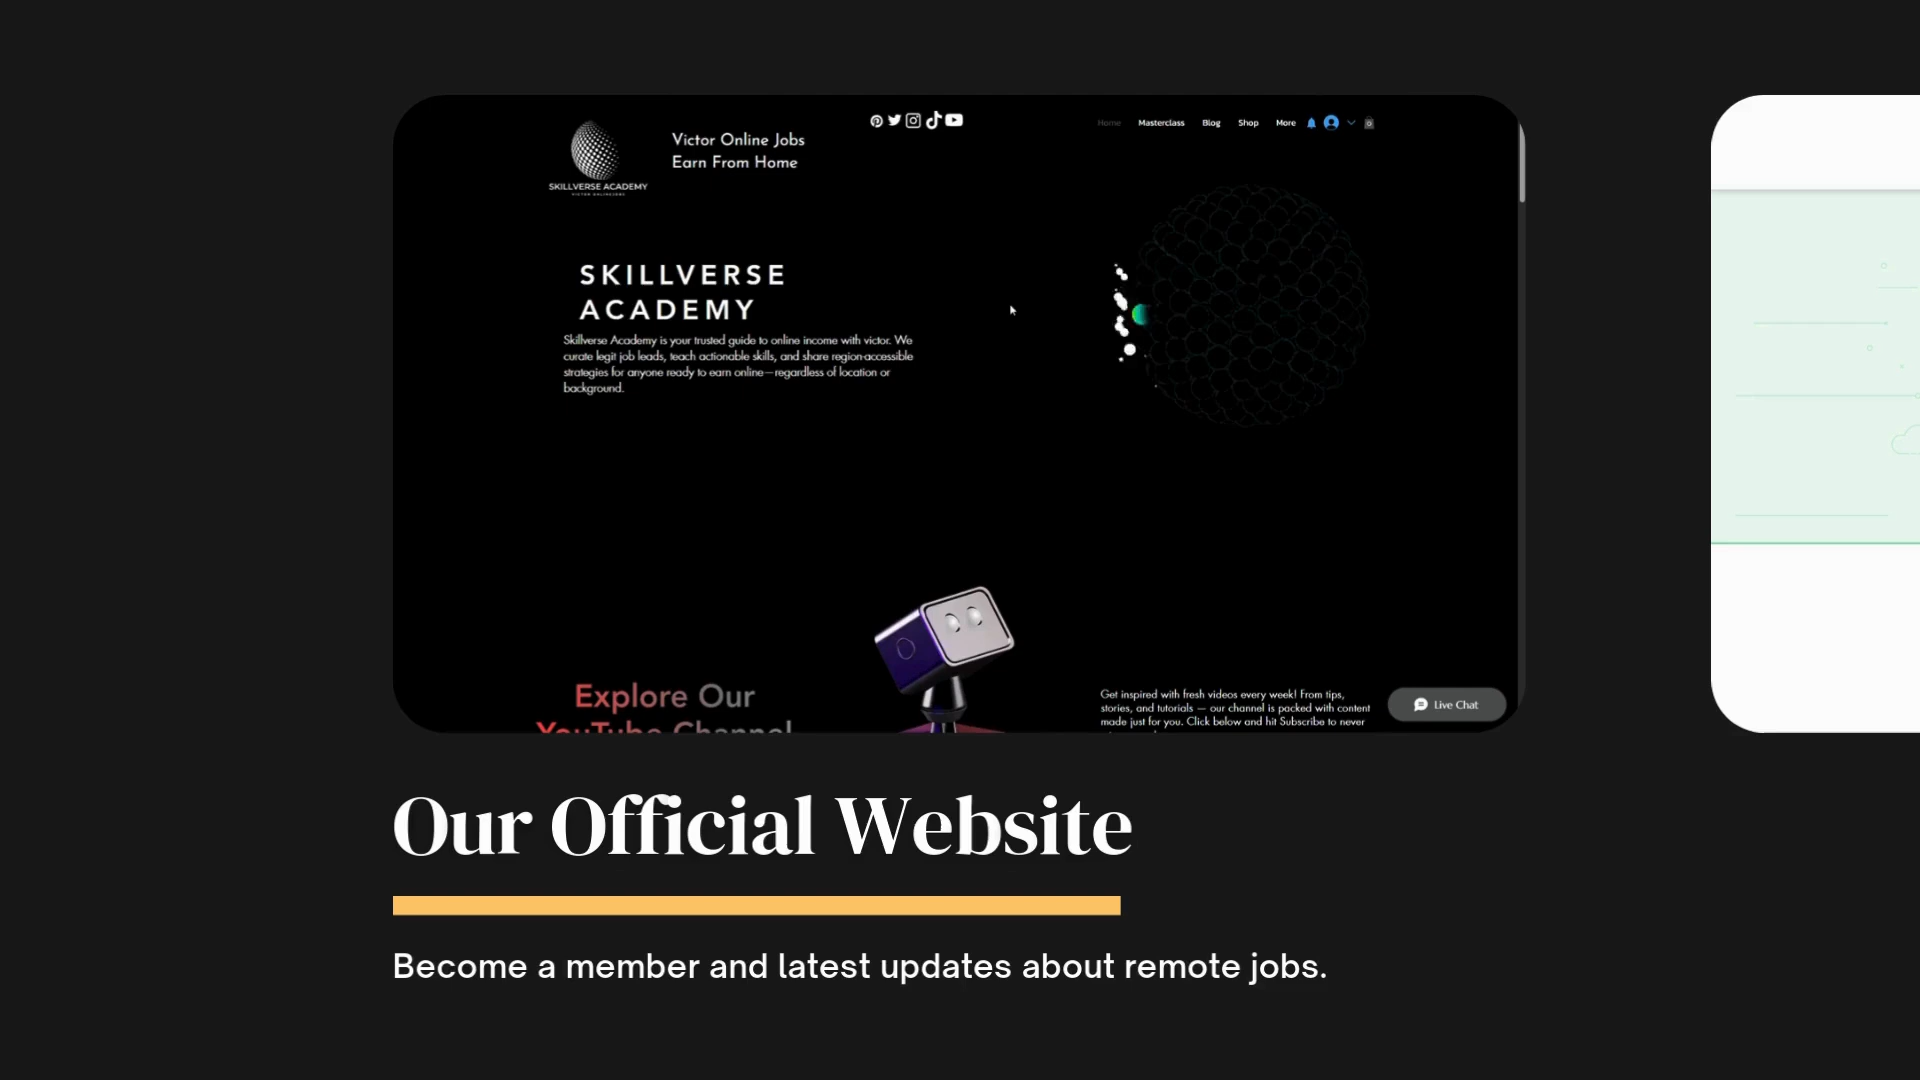 SKILLVERSE ACADEMY
VICTOR ONLINEJOBS
Victor Online Jobs
Earn From Home
Home Masterclass Blog Shop More
SKILLVERSE
ACADEMY
Skillverse Academy is your trusted guide to online income with victor. We
curate legit job leads, teach actionable skills, and share region-accessible
strategies for anyone ready to earn online—regardless of location or
background.
Explore Our
YouTube Channel
Get inspired with fresh videos every week! From tips,
stories, and tutorials — our channel is packed with content
made just for you. Click below and hit Subscribe to never
Live Chat
Our Official Website
Become a member and latest updates about remote jobs.